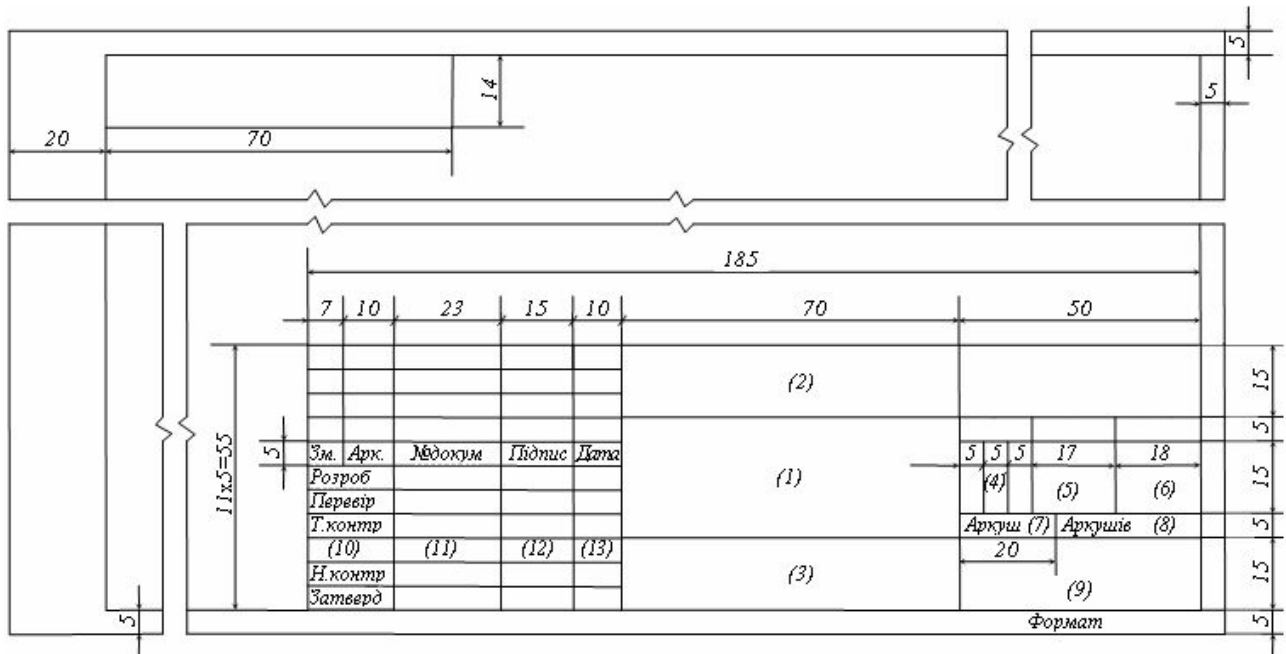 5
14
5
20 70
185
7 10 23 15 10 70 50
(2)
15
5
11x5=55
5
Зм. Арк. №докум Підпис Дата
5 5 5 17 18
Розроб
(1)
(4) (5) (6)
15
Перевір
Т.контр
Аркуш (7) Аркушів (8)
5
(10) (11) (12) (13)
20
Н.контр
(3)
15
Затверд
(9)
5
Формат
5